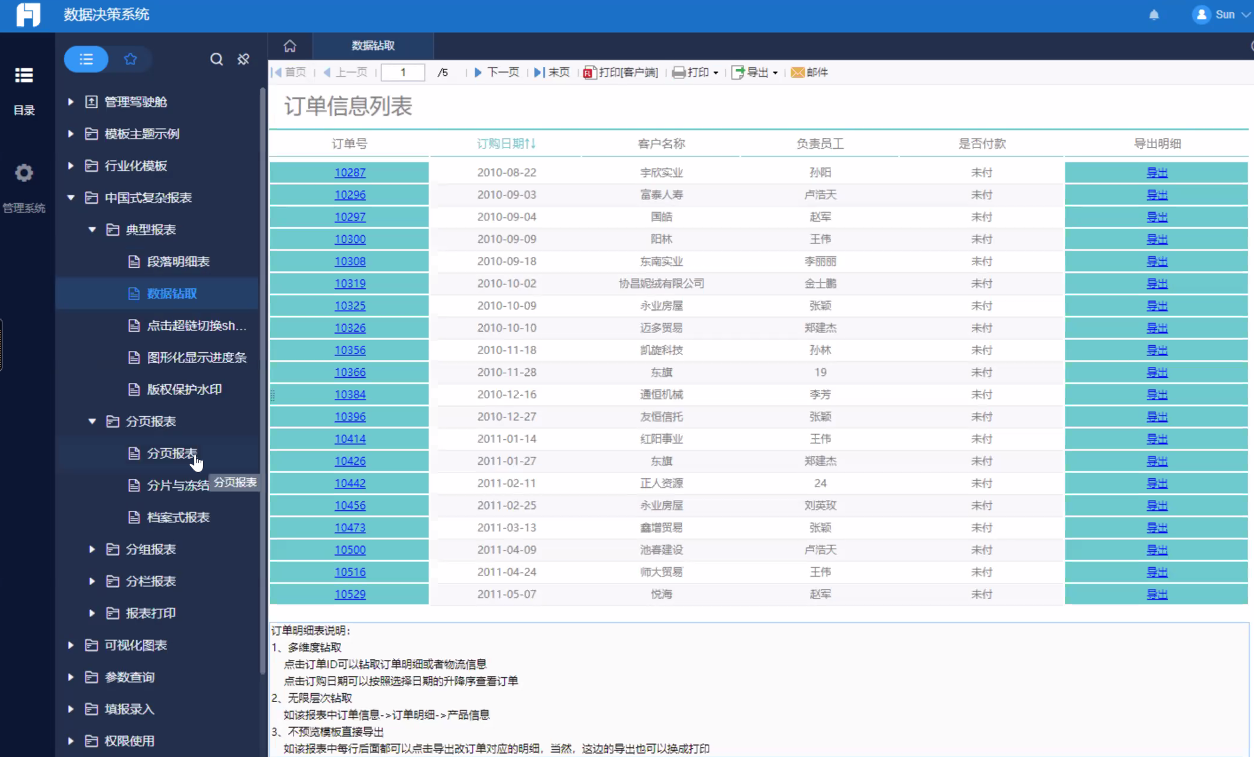 数据决策系统
Sun
目录
管理系统
管理驾驶舱
模板主题示例
行业化模板
中国式复杂报表
典型报表
段落明细表
数据钻取
点击超链切换sh...
图形化显示进度条
版权保护水印
分页报表
分页报表
分页报表
分片与冻结
档案式报表
分组报表
分栏报表
报表打印
可视化图表
参数查询
填报录入
权限使用
数据钻取
首页 上一页 1 /5 下一页 末页 打印[客户端] 打印 导出 邮件
订单信息列表
订单号 订购日期↑↓ 客户名称 负责员工 是否付款 导出明细
10287 2010-08-22 宇欣实业 孙阳 未付 导出
10296 2010-09-03 富泰人寿 卢浩天 未付 导出
10297 2010-09-04 国皓 赵军 未付 导出
10300 2010-09-09 阳林 王伟 未付 导出
10308 2010-09-18 东南实业 李丽丽 未付 导出
10319 2010-10-02 协昌妮绒有限公司 金士鹏 未付 导出
10325 2010-10-09 永业房屋 张颖 未付 导出
10326 2010-10-10 迈多贸易 郑建杰 未付 导出
10356 2010-11-18 凯旋科技 孙林 未付 导出
10366 2010-11-28 东旗 19 未付 导出
10384 2010-12-16 通恒机械 李芳 未付 导出
10396 2010-12-27 友恒信托 张颖 未付 导出
10414 2011-01-14 红阳事业 王伟 未付 导出
10426 2011-01-27 东旗 郑建杰 未付 导出
10442 2011-02-11 正人资源 24 未付 导出
10456 2011-02-25 永业房屋 刘英玫 未付 导出
10473 2011-03-13 鑫增贸易 张颖 未付 导出
10500 2011-04-09 池春建设 卢浩天 未付 导出
10516 2011-04-24 师大贸易 王伟 未付 导出
10529 2011-05-07 悦海 赵军 未付 导出
订单明细表说明：
1、多维度钻取
点击订单ID可以钻取订单明细或者物流信息
点击订购日期可以按照选择日期的升降序查看订单
2、无限层次钻取
如该报表中订单信息->订单明细->产品信息
3、不预览模板直接导出
如该报表中每行后面都可以点击导出改订单对应的明细，当然，这边的导出也可以换成打印